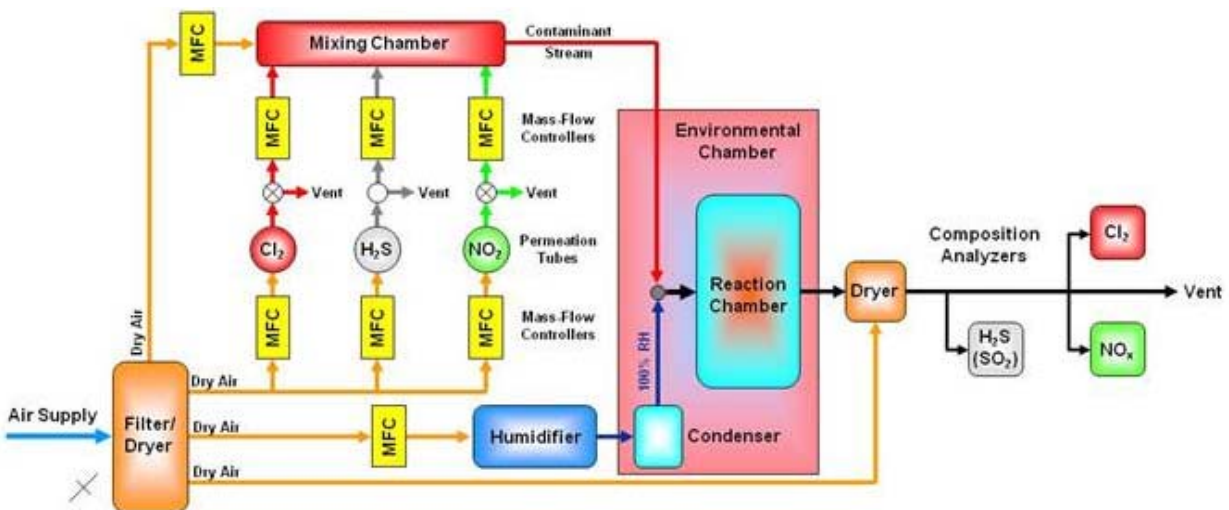 MFC
Mixing Chamber
Contaminant
Stream
MFC
MFC
MFC
Mass-Flow
Controllers
Environmental
Chamber
Vent
Vent
Vent
Cl₂
H₂S
NO₂
Permeation
Tubes
Composition
Analyzers
Cl₂
Reaction
Chamber
Dryer
Vent
Dry Air
MFC
MFC
MFC
Mass-Flow
Controllers
H₂S
(SO₂)
NOₓ
100% RH
Dry Air
Air Supply
Filter/
Dryer
Dry Air
MFC
Humidifier
Condenser
Dry Air